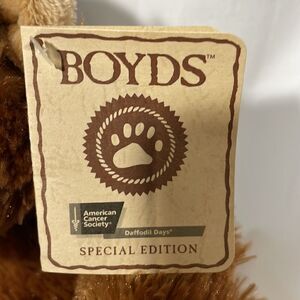 BOYDS™
American
Cancer
Society®
Daffodil Days®
SPECIAL EDITION